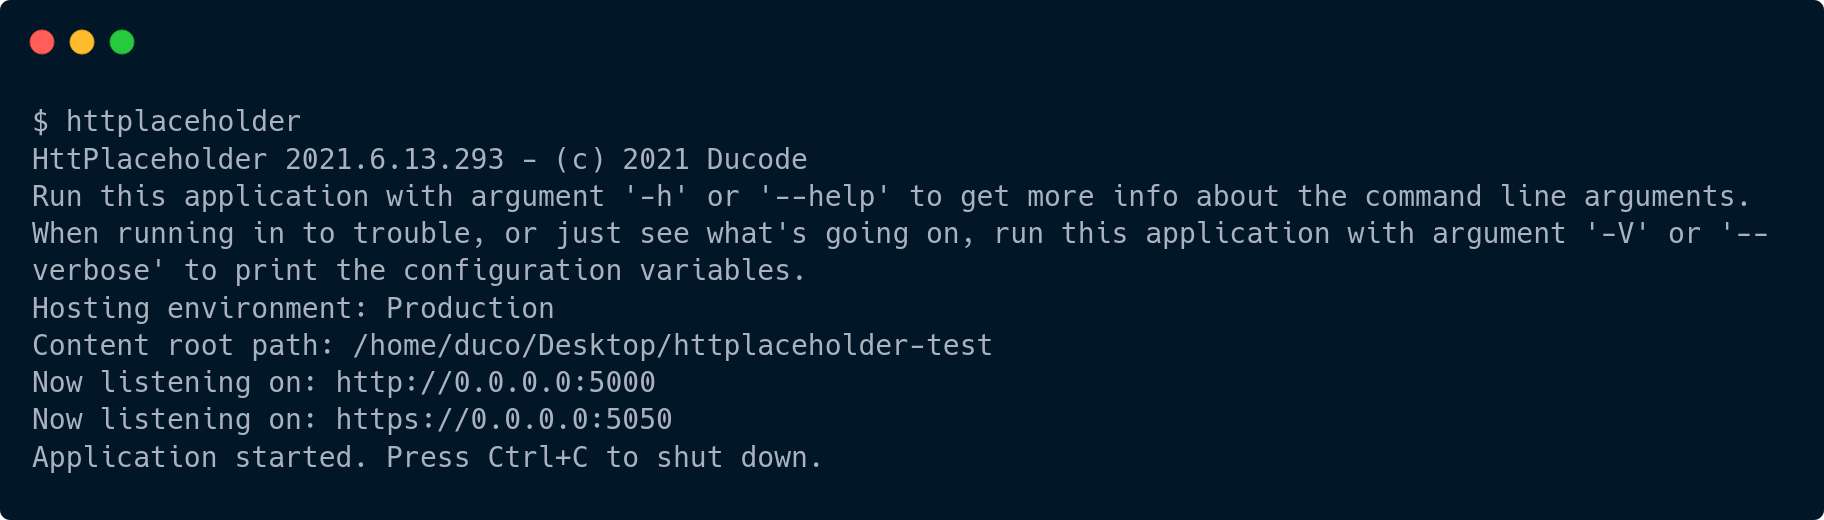 $ httplaceholder
HttPlaceholder 2021.6.13.293 - (c) 2021 Ducode
Run this application with argument '-h' or '--help' to get more info about the command line arguments.
When running in to trouble, or just see what's going on, run this application with argument '-V' or '--
verbose' to print the configuration variables.
Hosting environment: Production
Content root path: /home/duco/Desktop/httplaceholder-test
Now listening on: http://0.0.0.0:5000
Now listening on: https://0.0.0.0:5050
Application started. Press Ctrl+C to shut down.